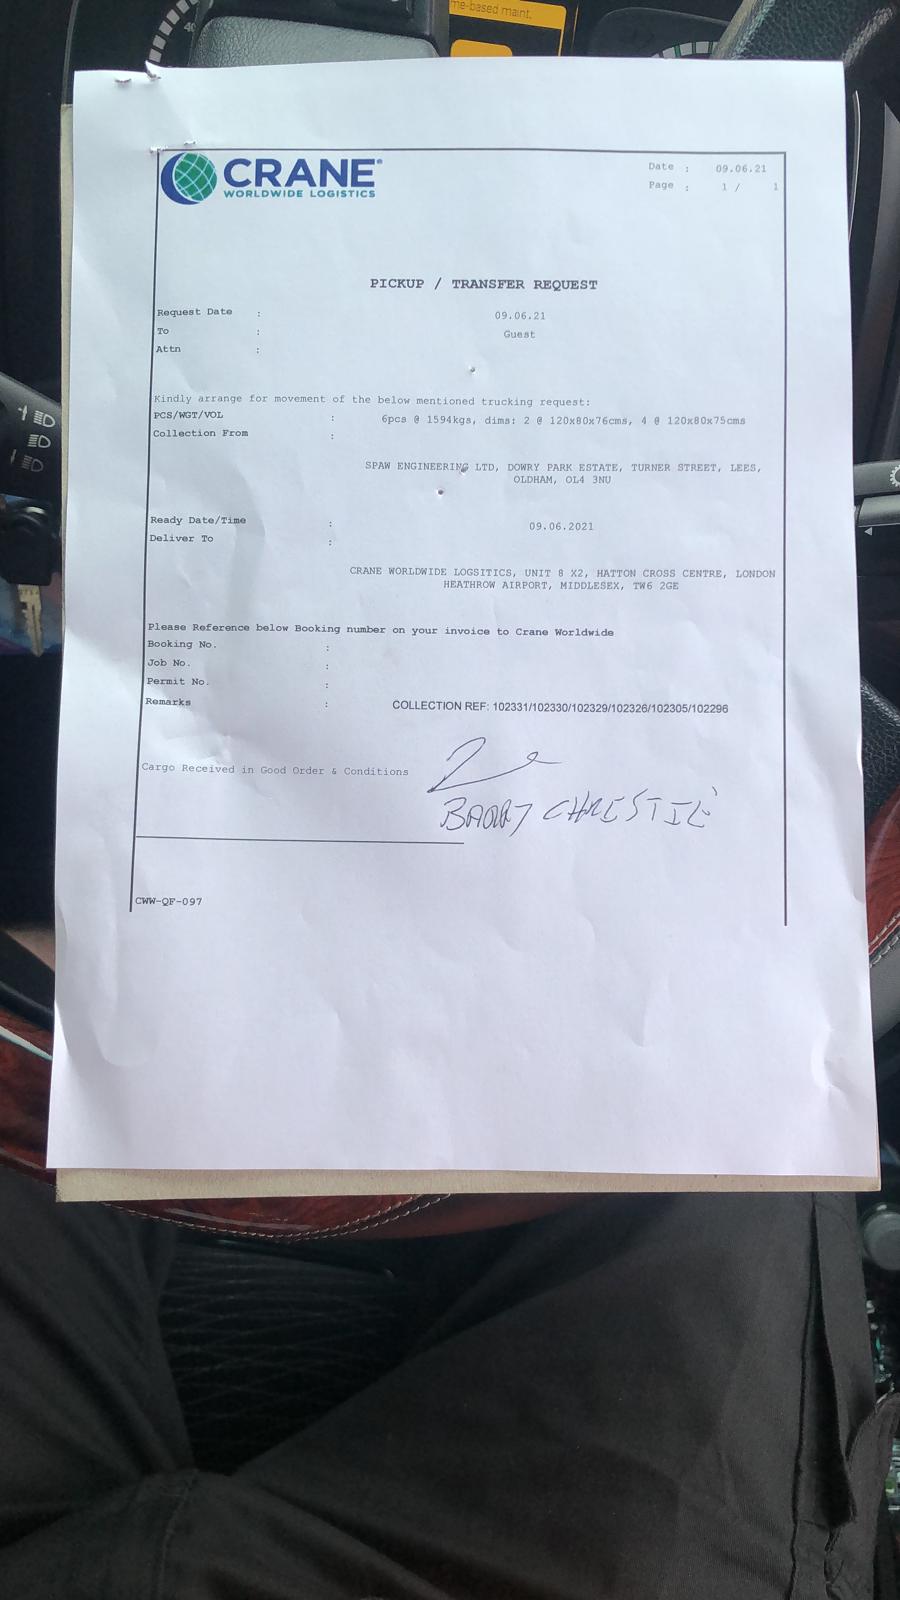 me-based maint.
CRANE
WORLDWIDE LOGISTICS
Date : 09.06.21
Page : 1 / 1
PICKUP / TRANSFER REQUEST
Request Date : 09.06.21
To : Guest
Attn :
Kindly arrange for movement of the below mentioned trucking request:
PCS/WGT/VOL : 6pcs @ 1594kgs, dims: 2 @ 120x80x76cms, 4 @ 120x80x75cms
Collection From :
SPAW ENGINEERING LTD, DOWRY PARK ESTATE, TURNER STREET, LEES,
OLDHAM, OL4 3NU
Ready Date/Time : 09.06.2021
Deliver To :
CRANE WORLDWIDE LOGSITICS, UNIT 8 X2, HATTON CROSS CENTRE, LONDON
HEATHROW AIRPORT, MIDDLESEX, TW6 2GE
Please Reference below Booking number on your invoice to Crane Worldwide
Booking No. :
Job No. :
Permit No. :
Remarks : COLLECTION REF: 102331/102330/102329/102326/102305/102296
Cargo Received in Good Order & Conditions
BARRY CHRISTIE
CWW-QF-097